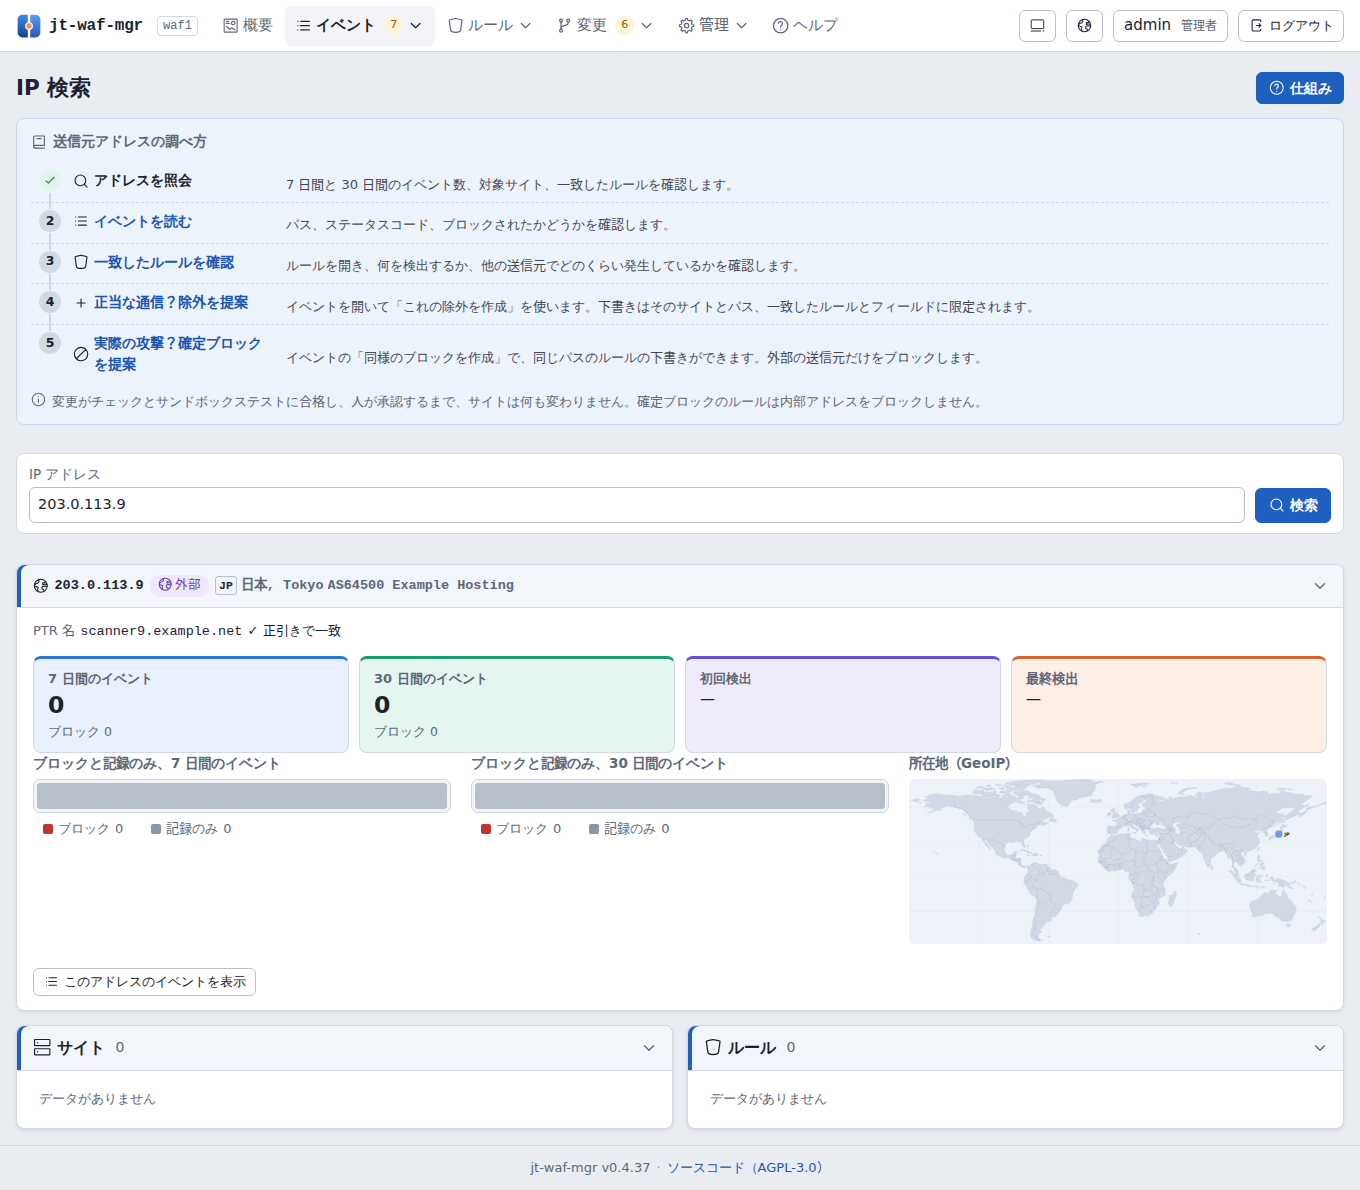 jt-waf-mgr waf1 概要 イベント 7 ルール 変更 6 管理 ヘルプ admin 管理者 ログアウト
IP 検索
仕組み
送信元アドレスの調べ方
アドレスを照会 7 日間と 30 日間のイベント数、対象サイト、一致したルールを確認します。
2 イベントを読む パス、ステータスコード、ブロックされたかどうかを確認します。
3 一致したルールを確認 ルールを開き、何を検出するか、他の送信元でどのくらい発生しているかを確認します。
4 正当な通信？除外を提案 イベントを開いて「これの除外を作成」を使います。下書きはそのサイトとパス、一致したルールとフィールドに限定されます。
5 実際の攻撃？確定ブロック
を提案 イベントの「同様のブロックを作成」で、同じパスのルールの下書きができます。外部の送信元だけをブロックします。
変更がチェックとサンドボックステストに合格し、人が承認するまで、サイトは何も変わりません。確定ブロックのルールは内部アドレスをブロックしません。
IP アドレス
203.0.113.9
検索
203.0.113.9 外部 JP 日本, Tokyo AS64500 Example Hosting
PTR 名 scanner9.example.net ✓ 正引きで一致
7 日間のイベント
0
ブロック 0
30 日間のイベント
0
ブロック 0
初回検出
—
最終検出
—
ブロックと記録のみ、7 日間のイベント
ブロック 0 記録のみ 0
ブロックと記録のみ、30 日間のイベント
ブロック 0 記録のみ 0
所在地（GeoIP）
JP
このアドレスのイベントを表示
サイト 0
データがありません
ルール 0
データがありません
jt-waf-mgr v0.4.37 · ソースコード（AGPL-3.0）